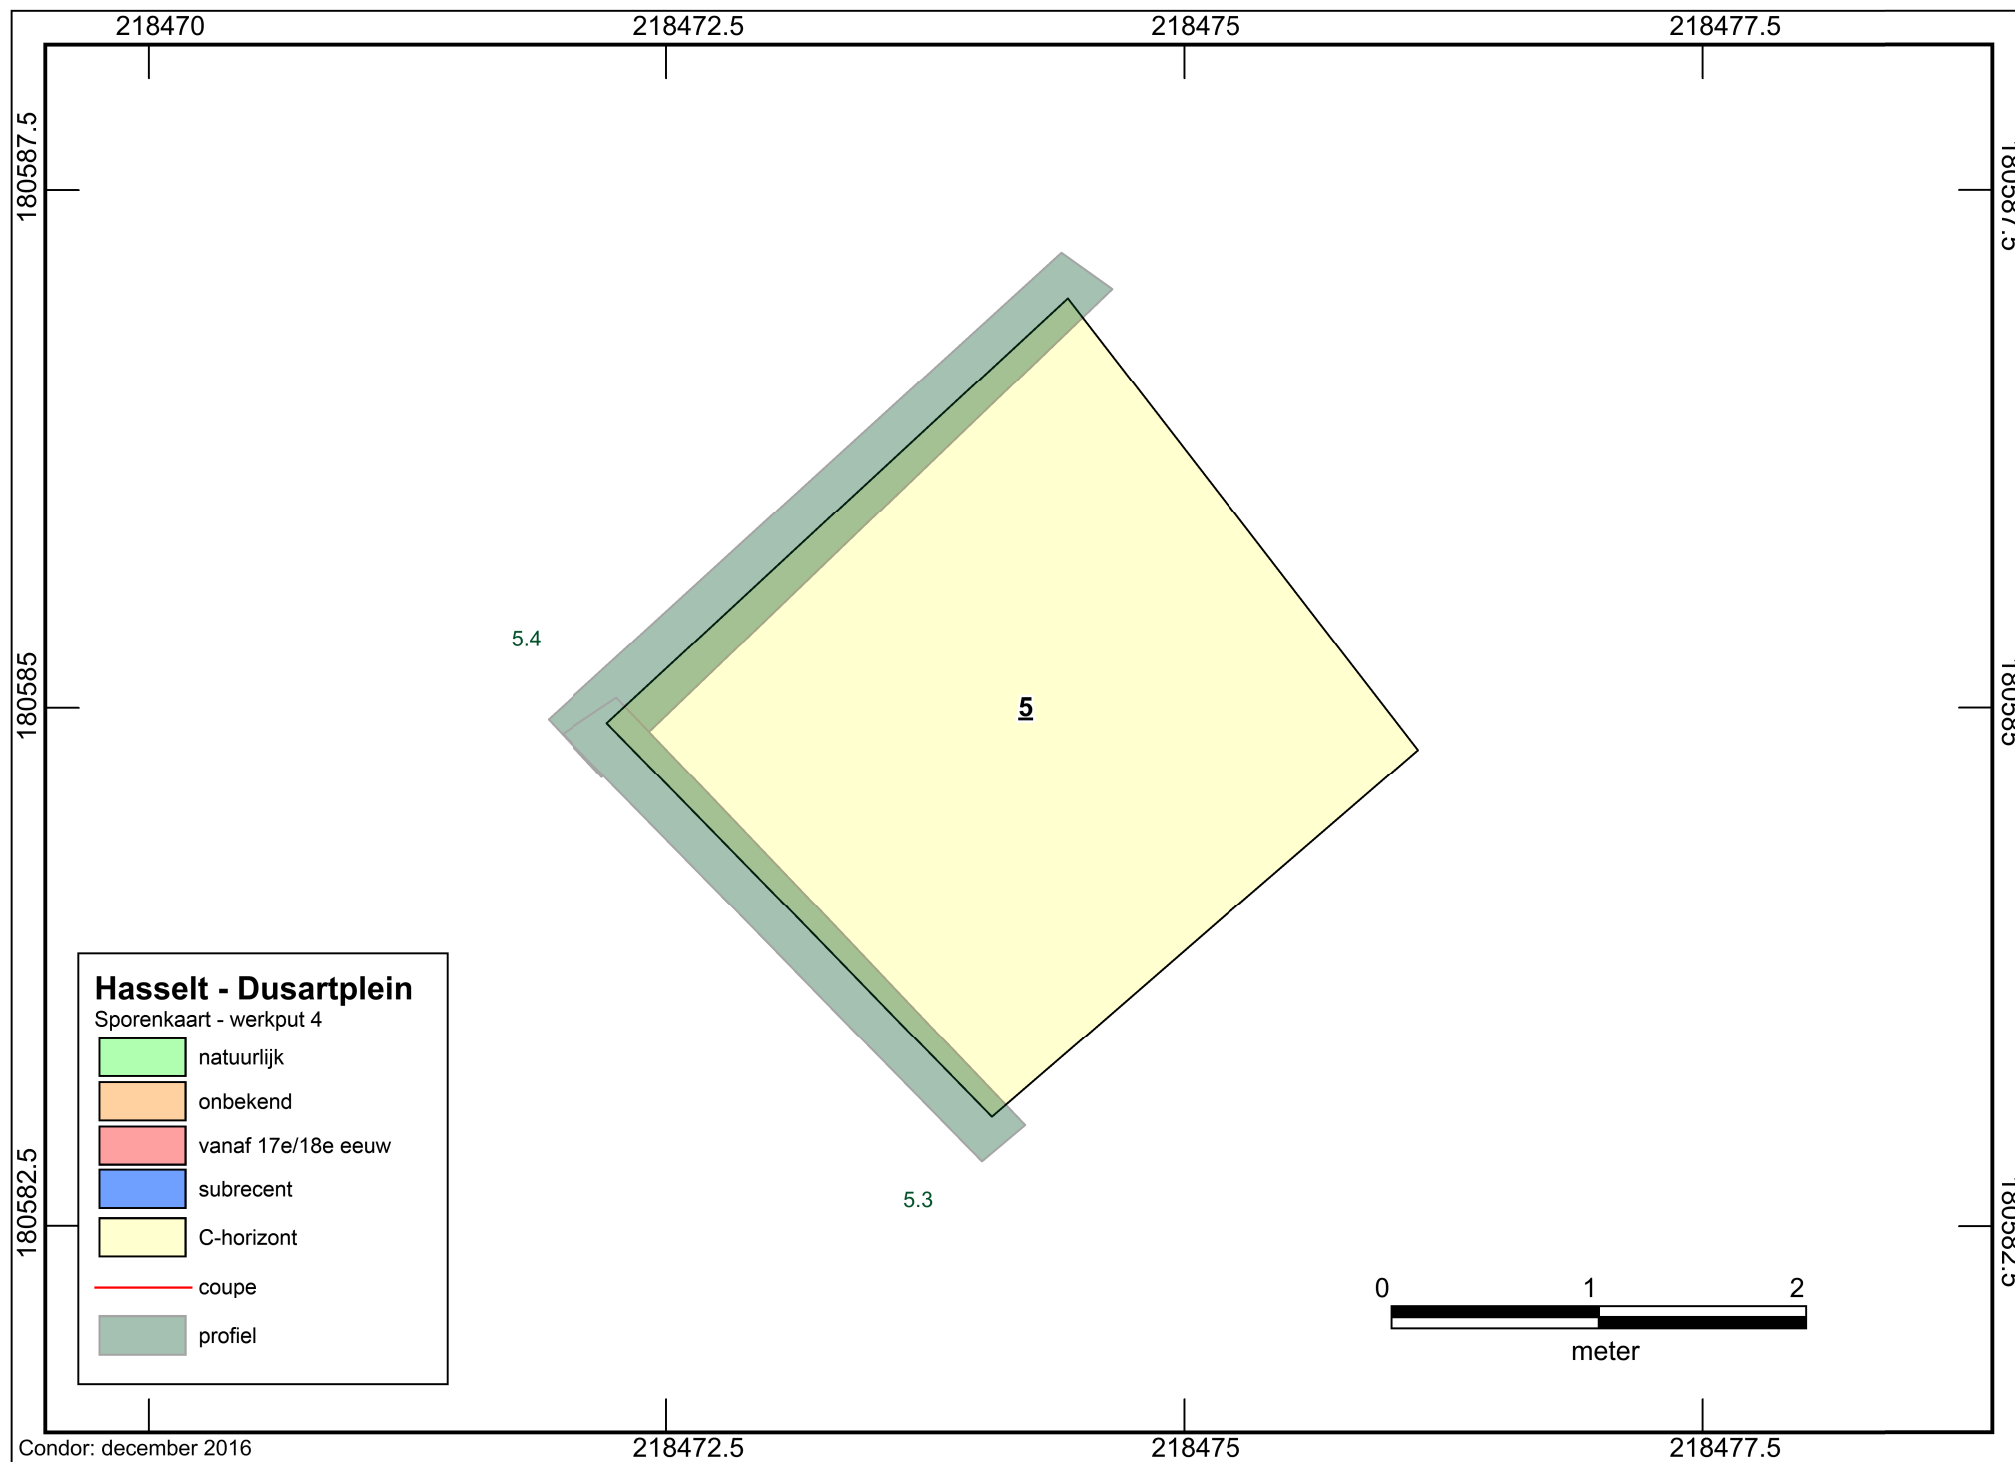 218470 218472.5 218475 218477.5
180587.5 180587.5
5.4
180585 5 180585
5.3
180582.5 180582.5
Hasselt - Dusartplein
Sporenkaart - werkput 4
natuurlijk
onbekend
vanaf 17e/18e eeuw
subrecent
C-horizont
coupe
profiel
0 1 2
meter
218472.5 218475 218477.5
Condor: december 2016